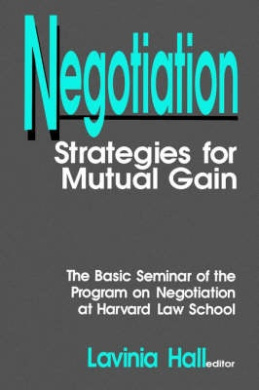 Negotiation
Strategies for
Mutual Gain
The Basic Seminar of the
Program on Negotiation
at Harvard Law School
Lavinia Hall editor